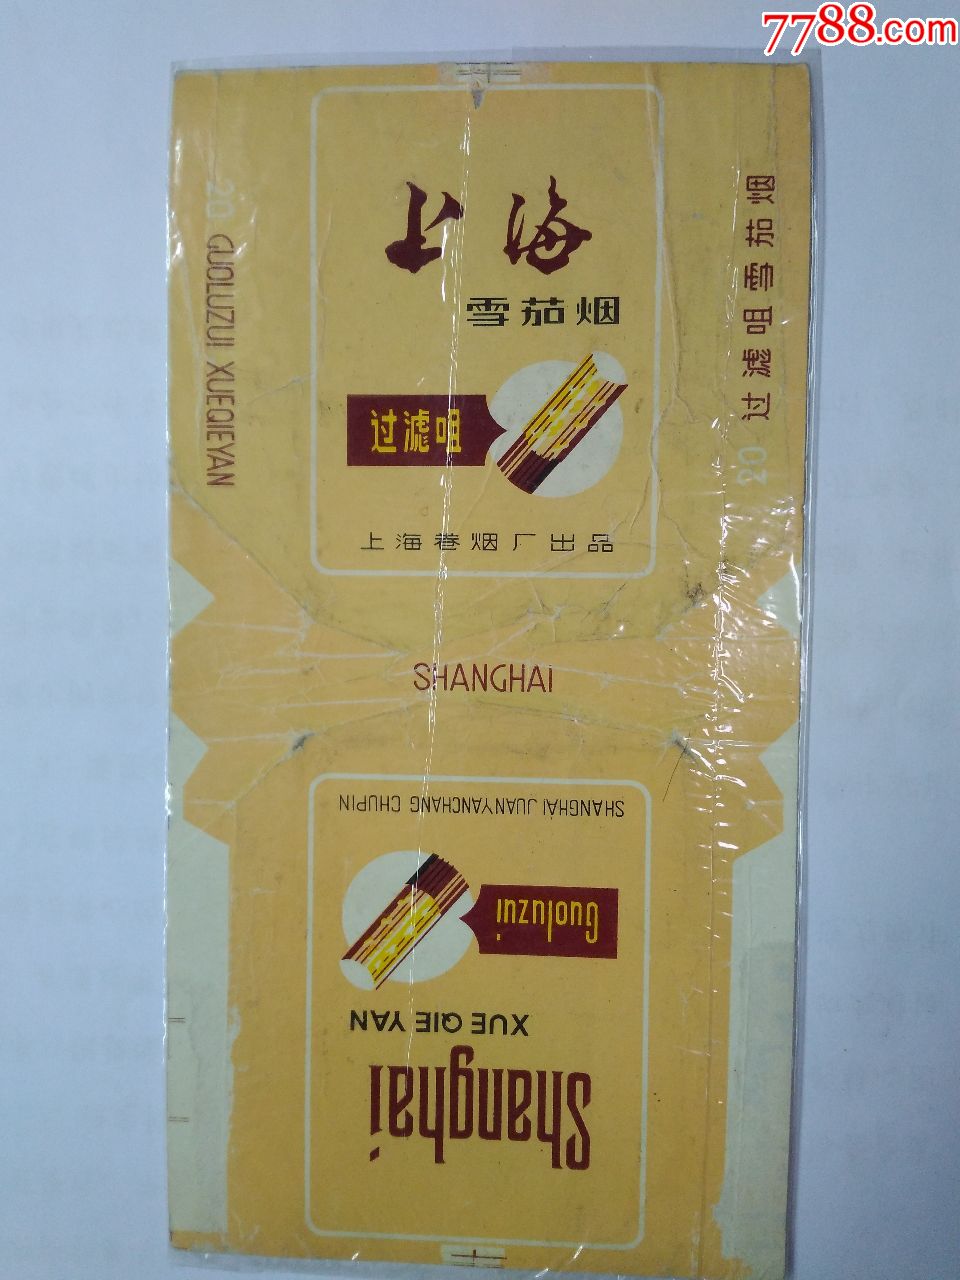 7788.com
上海
雪茄烟
过滤咀
上海卷烟厂出品
20 GUOLUZUI XUEQIEYAN
20 过滤咀雪茄烟
SHANGHAI
Shanghai
XUE QIE YAN
Guoluzui
SHANGHAI JUANYANCHANG CHUPIN